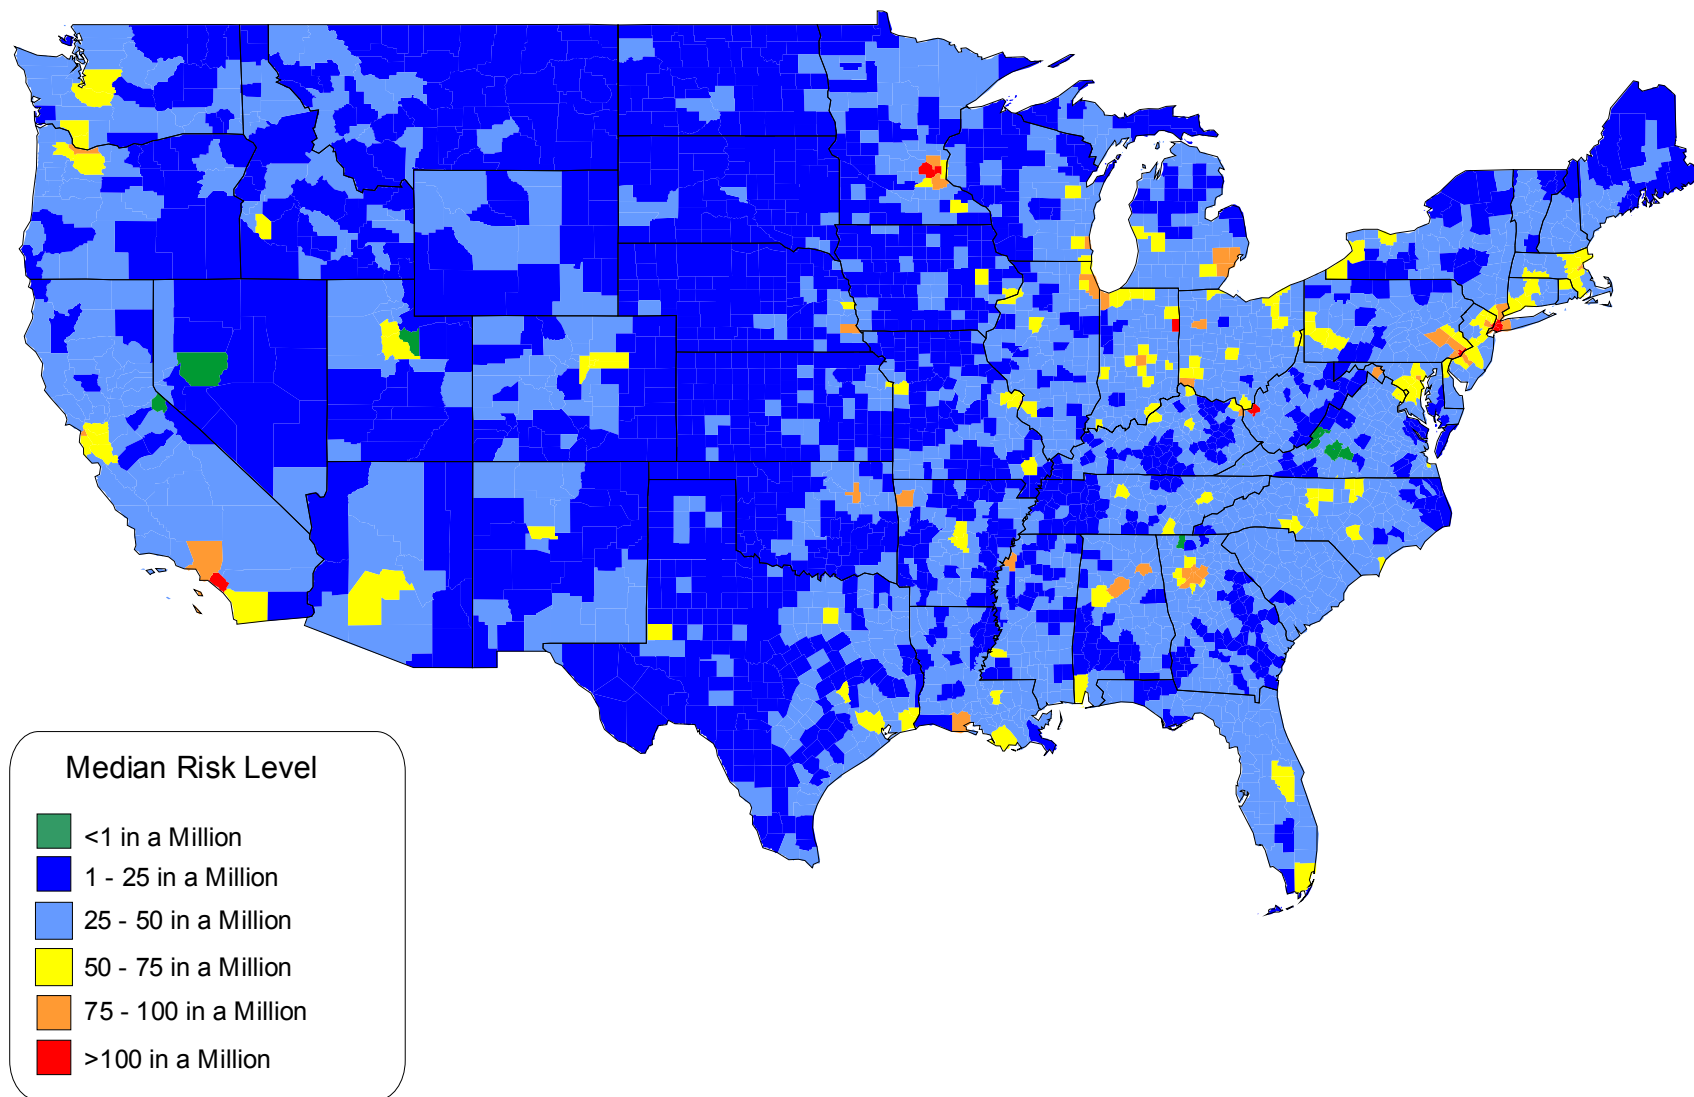 Median Risk Level
<1 in a Million
1 - 25 in a Million
25 - 50 in a Million
50 - 75 in a Million
75 - 100 in a Million
>100 in a Million